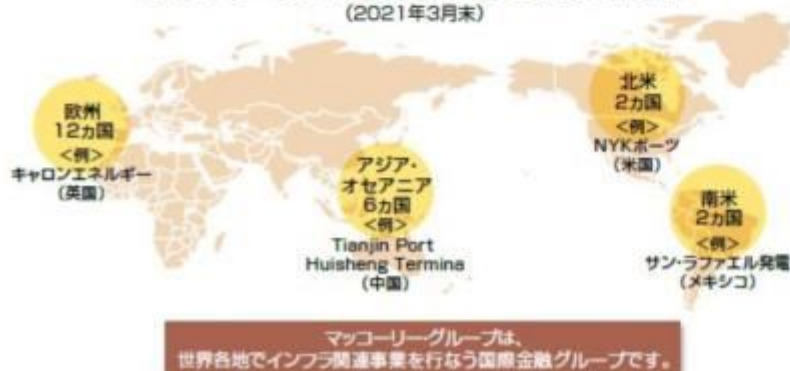 (2021年3月末)
欧州
12カ国
<例>
キャロンエネルギー
(英国)
アジア・
オセアニア
6カ国
<例>
Tianjin Port
Huisheng Termina
(中国)
北米
2カ国
<例>
NYKポーツ
(米国)
南米
2カ国
<例>
サン・ラファエル発電
(メキシコ)
マッコーリー・グループは、
世界各地でインフラ関連事業を行なう国際金融グループです。